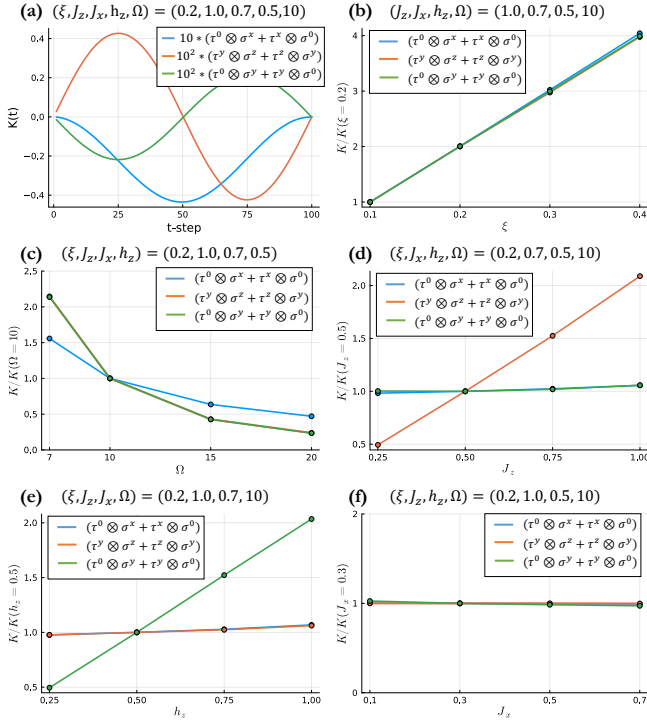 (a) (ξ, J_z, J_x, h_z, Ω) = (0.2, 1.0, 0.7, 0.5,10)
10 ∗ (τ^0 ⊗ σ^x + τ^x ⊗ σ^0)
10^2 ∗ (τ^y ⊗ σ^z + τ^z ⊗ σ^y)
10^2 ∗ (τ^0 ⊗ σ^y + τ^y ⊗ σ^0)
K(t)
0.4
0.2
0.0
−0.2
−0.4
0 25 50 75 100
t-step
(b) (J_z, J_x, h_z, Ω) = (1.0, 0.7, 0.5, 10)
(τ^0 ⊗ σ^x + τ^x ⊗ σ^0)
(τ^y ⊗ σ^z + τ^z ⊗ σ^y)
(τ^0 ⊗ σ^y + τ^y ⊗ σ^0)
K/K(ξ = 0.2)
4
3
2
1
0.1 0.2 0.3 0.4
ξ
(c) (ξ, J_z, J_x, h_z) = (0.2, 1.0, 0.7, 0.5)
(τ^0 ⊗ σ^x + τ^x ⊗ σ^0)
(τ^y ⊗ σ^z + τ^z ⊗ σ^y)
(τ^0 ⊗ σ^y + τ^y ⊗ σ^0)
K/K(Ω = 10)
2.5
2.0
1.5
1.0
0.5
0.0
7 10 15 20
Ω
(d) (ξ, J_x, h_z, Ω) = (0.2, 0.7, 0.5, 10)
(τ^0 ⊗ σ^x + τ^x ⊗ σ^0)
(τ^y ⊗ σ^z + τ^z ⊗ σ^y)
(τ^0 ⊗ σ^y + τ^y ⊗ σ^0)
K/K(J_z = 0.5)
2.0
1.5
1.0
0.5
0.25 0.50 0.75 1.00
J_z
(e) (ξ, J_z, J_x, Ω) = (0.2, 1.0, 0.7, 10)
(τ^0 ⊗ σ^x + τ^x ⊗ σ^0)
(τ^y ⊗ σ^z + τ^z ⊗ σ^y)
(τ^0 ⊗ σ^y + τ^y ⊗ σ^0)
K/K(h_z = 0.5)
2.0
1.5
1.0
0.5
0.25 0.50 0.75 1.00
h_z
(f) (ξ, J_z, h_z, Ω) = (0.2, 1.0, 0.5, 10)
(τ^0 ⊗ σ^x + τ^x ⊗ σ^0)
(τ^y ⊗ σ^z + τ^z ⊗ σ^y)
(τ^0 ⊗ σ^y + τ^y ⊗ σ^0)
K/K(J_x = 0.3)
2
1
0
0.1 0.3 0.5 0.7
J_x